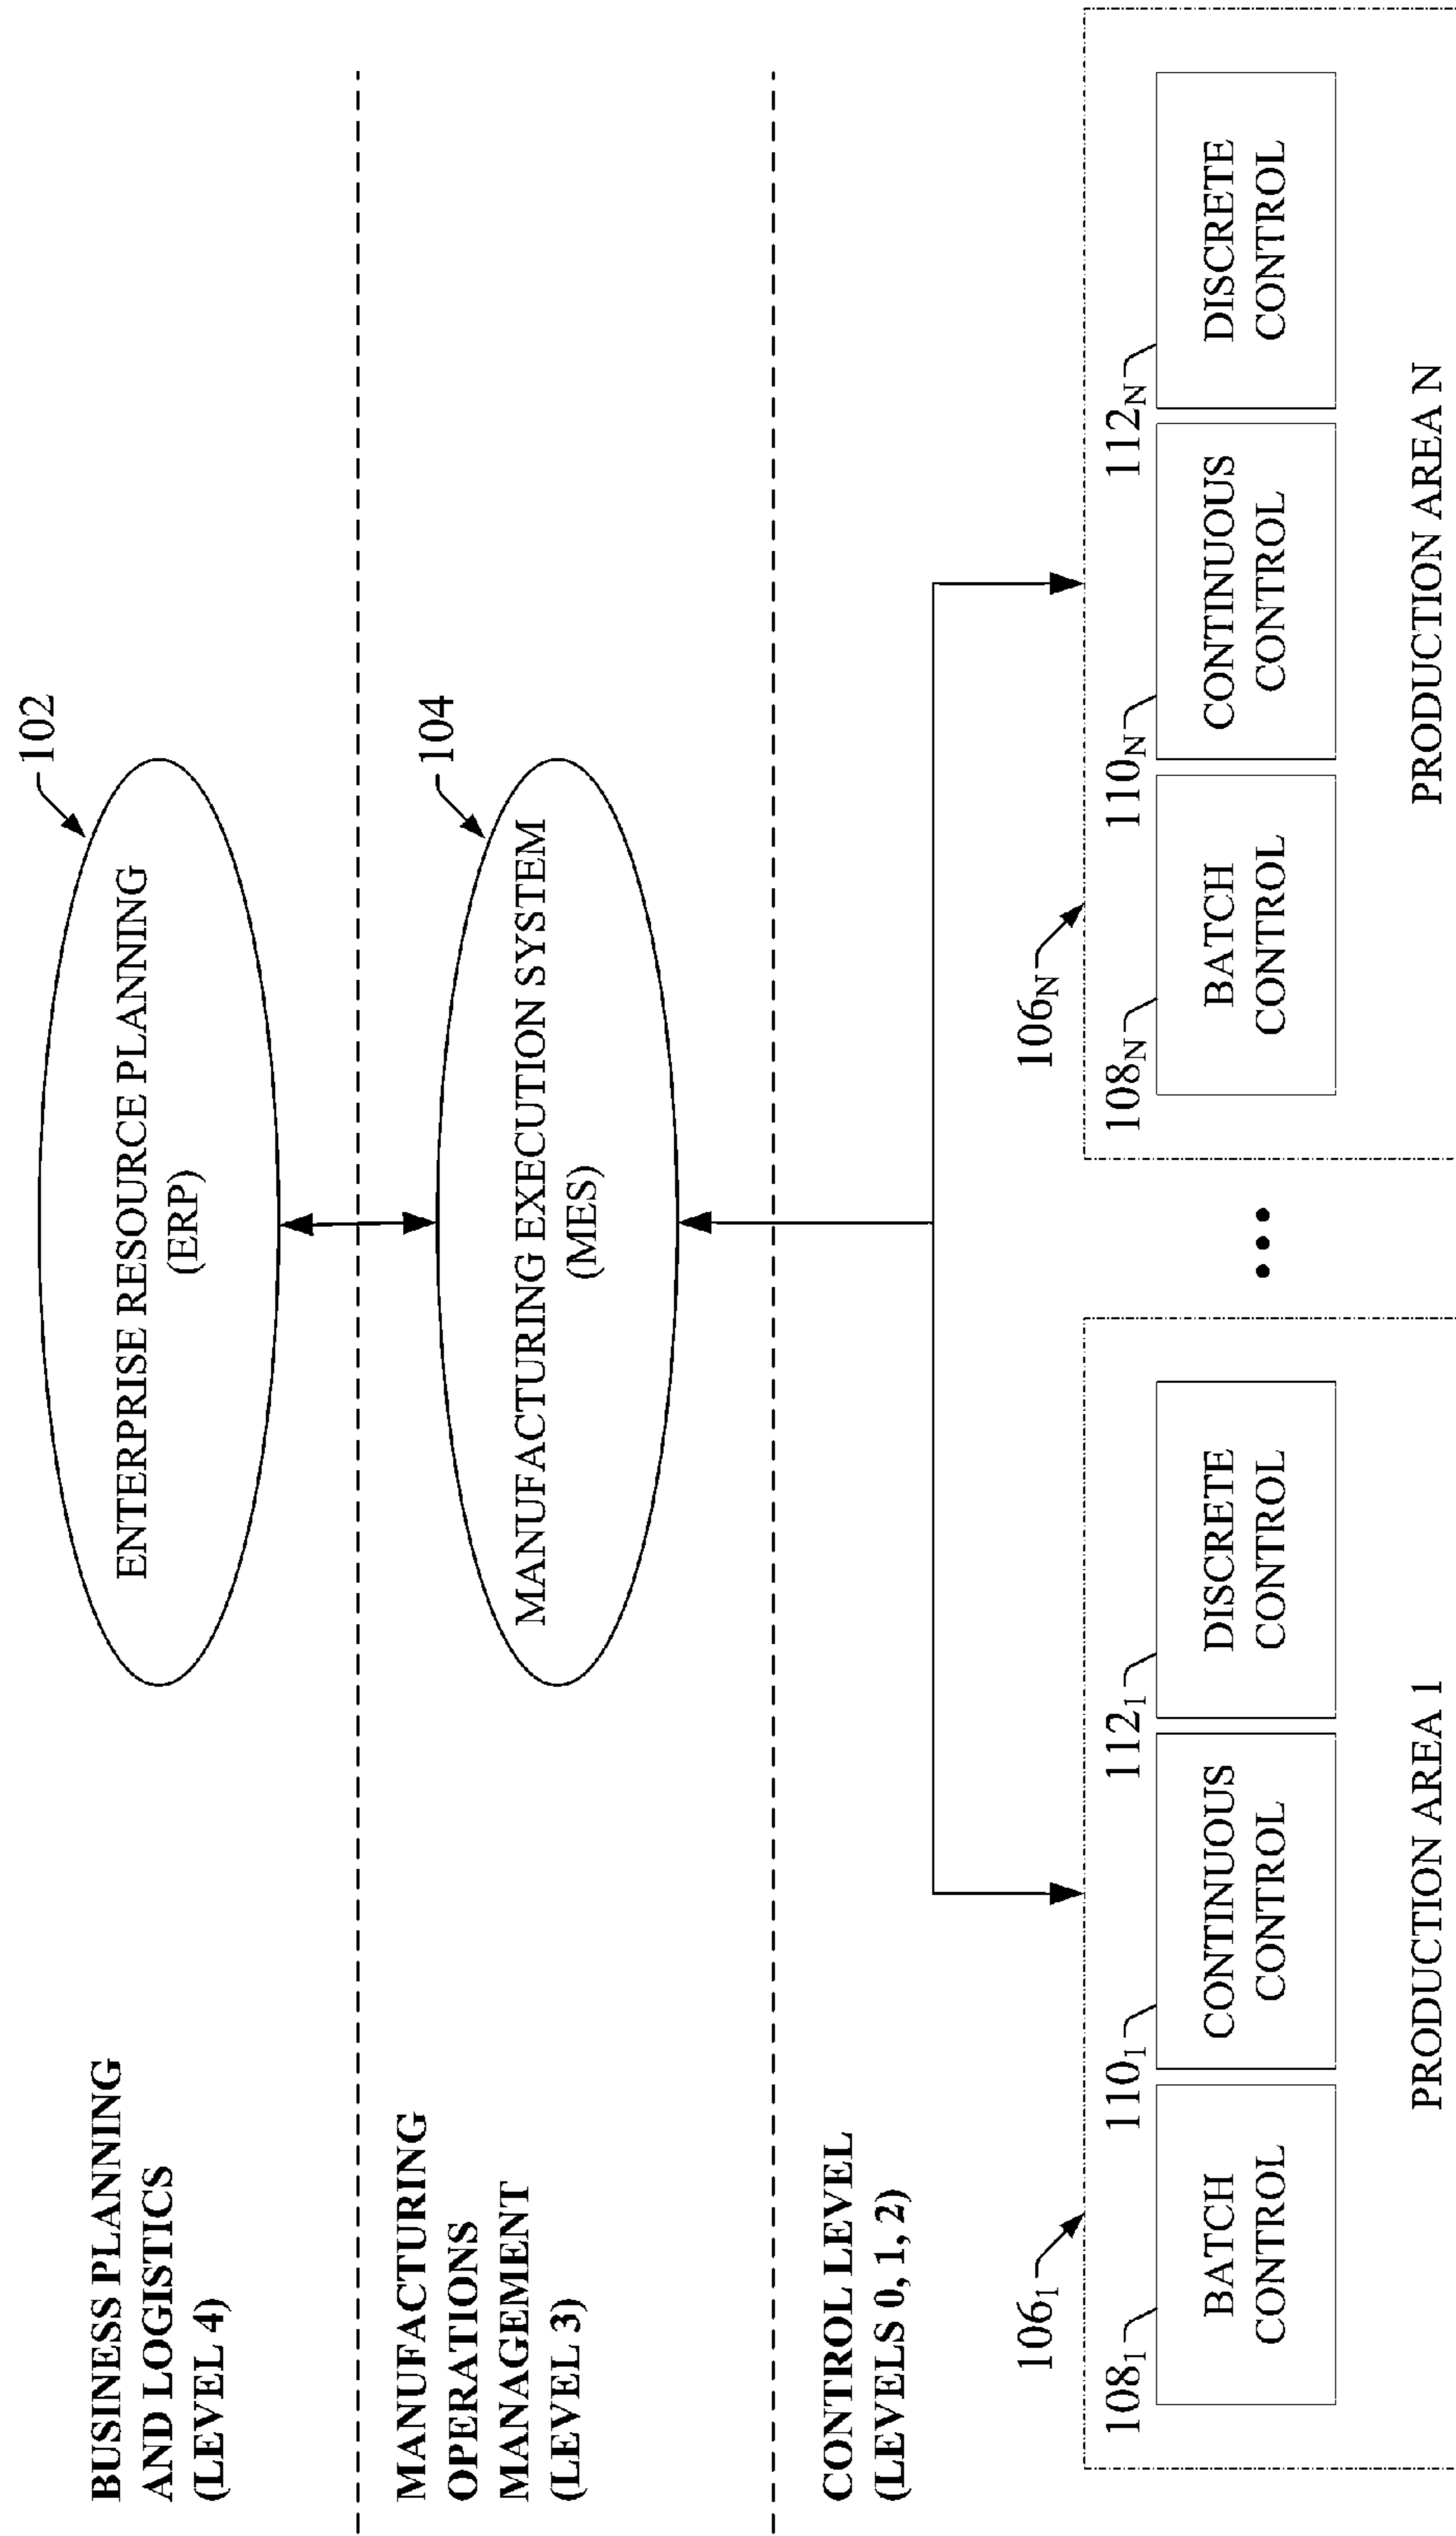 BUSINESS PLANNING
AND LOGISTICS
(LEVEL 4)
102
ENTERPRISE RESOURCE PLANNING
(ERP)
MANUFACTURING
OPERATIONS
MANAGEMENT
(LEVEL 3)
104
MANUFACTURING EXECUTION SYSTEM
(MES)
CONTROL LEVEL
(LEVELS 0, 1, 2)
106₁
108₁
BATCH
CONTROL
110₁
CONTINUOUS
CONTROL
112₁
DISCRETE
CONTROL
PRODUCTION AREA 1
•••
106N
108N
BATCH
CONTROL
110N
CONTINUOUS
CONTROL
112N
DISCRETE
CONTROL
PRODUCTION AREA N